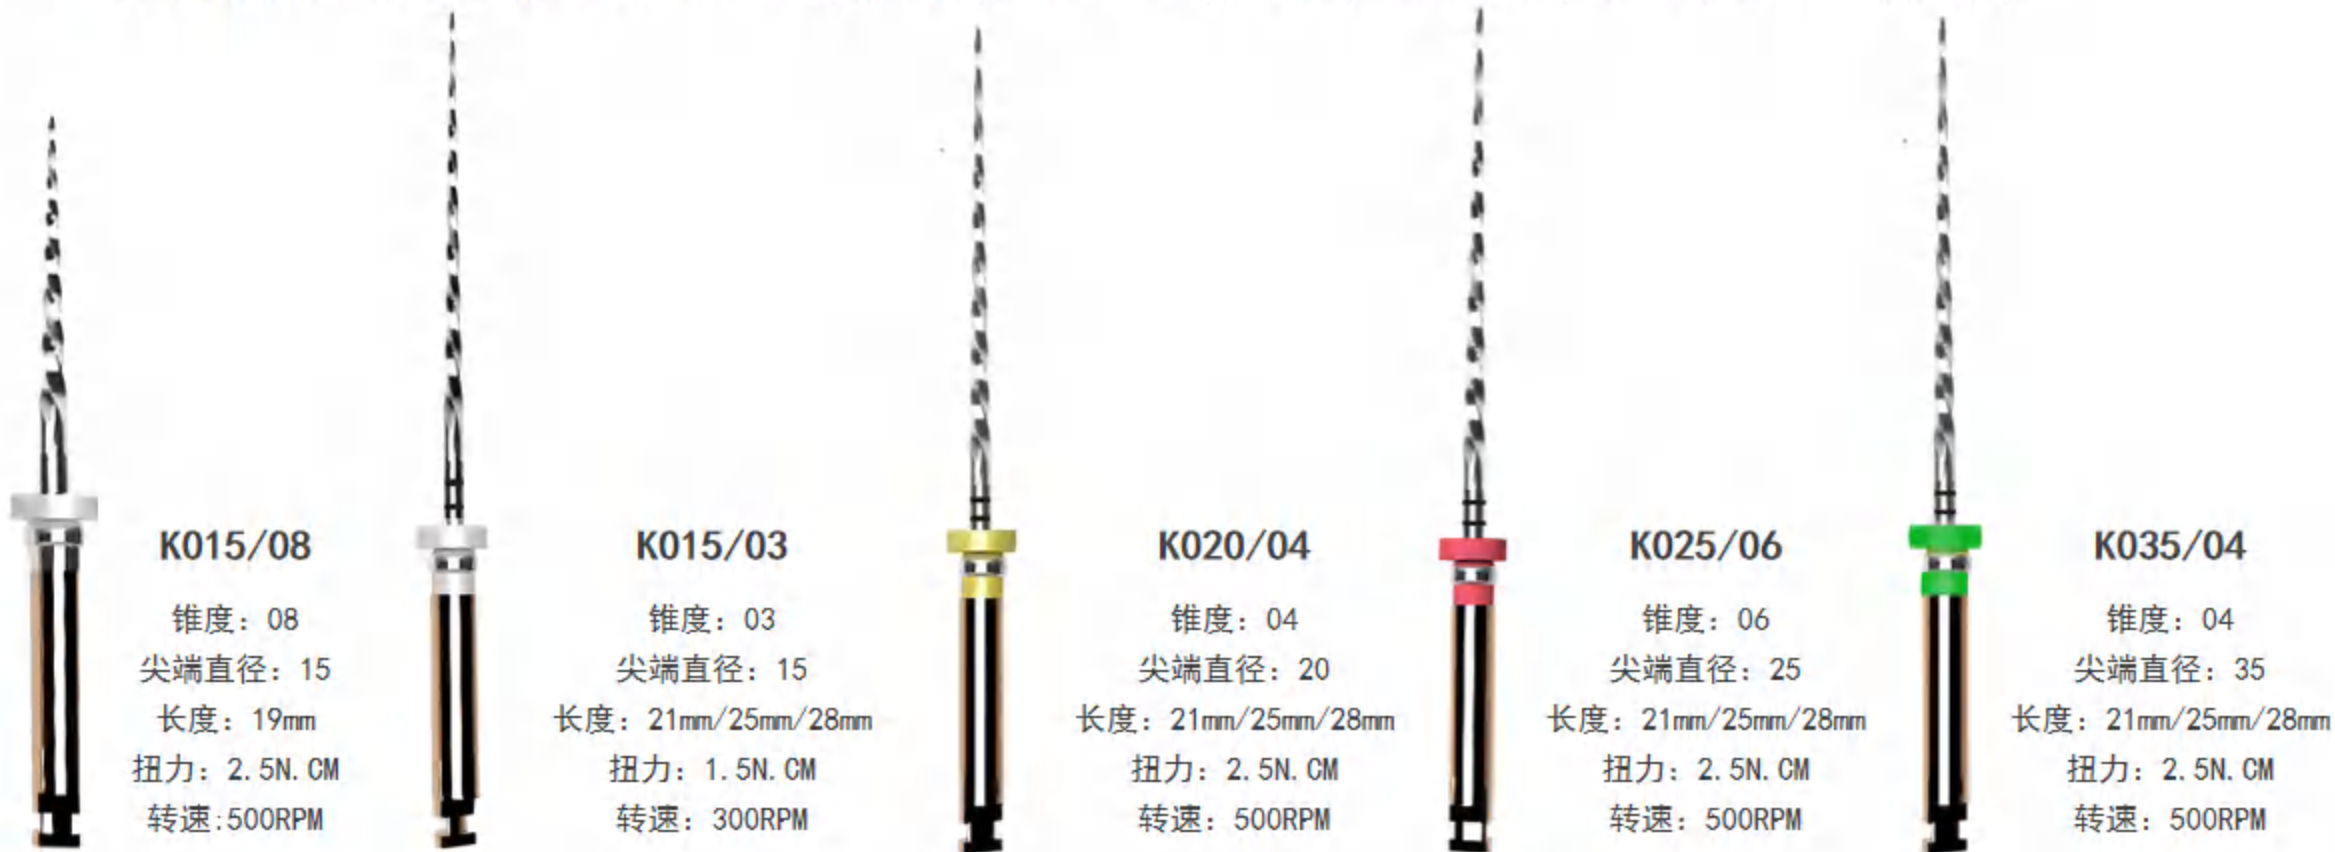 K015/08
锥度: 08
尖端直径: 15
长度: 19mm
扭力: 2.5N.CM
转速:500RPM
K015/03
锥度: 03
尖端直径: 15
长度: 21mm/25mm/28mm
扭力: 1.5N.CM
转速: 300RPM
K020/04
锥度: 04
尖端直径: 20
长度: 21mm/25mm/28mm
扭力: 2.5N.CM
转速: 500RPM
K025/06
锥度: 06
尖端直径: 25
长度: 21mm/25mm/28mm
扭力: 2.5N.CM
转速: 500RPM
K035/04
锥度: 04
尖端直径: 35
长度: 21mm/25mm/28mm
扭力: 2.5N.CM
转速: 500RPM